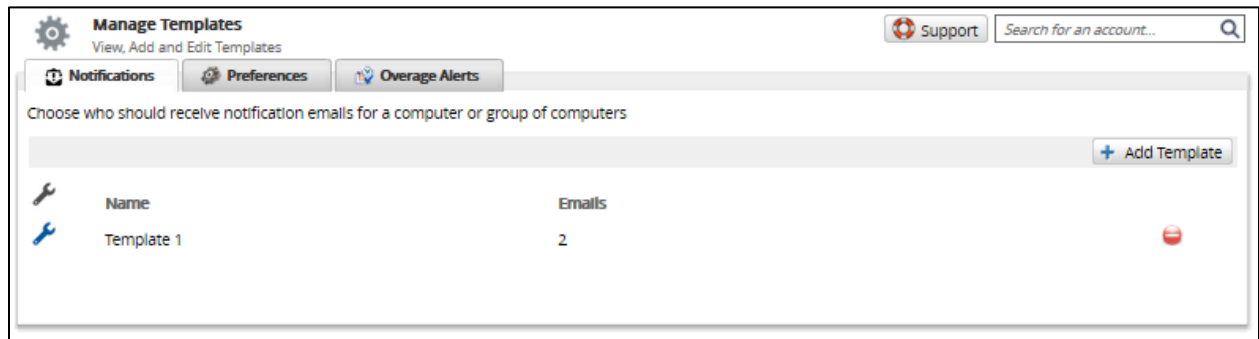 Manage Templates
View, Add and Edit Templates
Support
Search for an account...
Notifications
Preferences
Overage Alerts
Choose who should receive notification emails for a computer or group of computers
Add Template
Name
Emails
Template 1
2